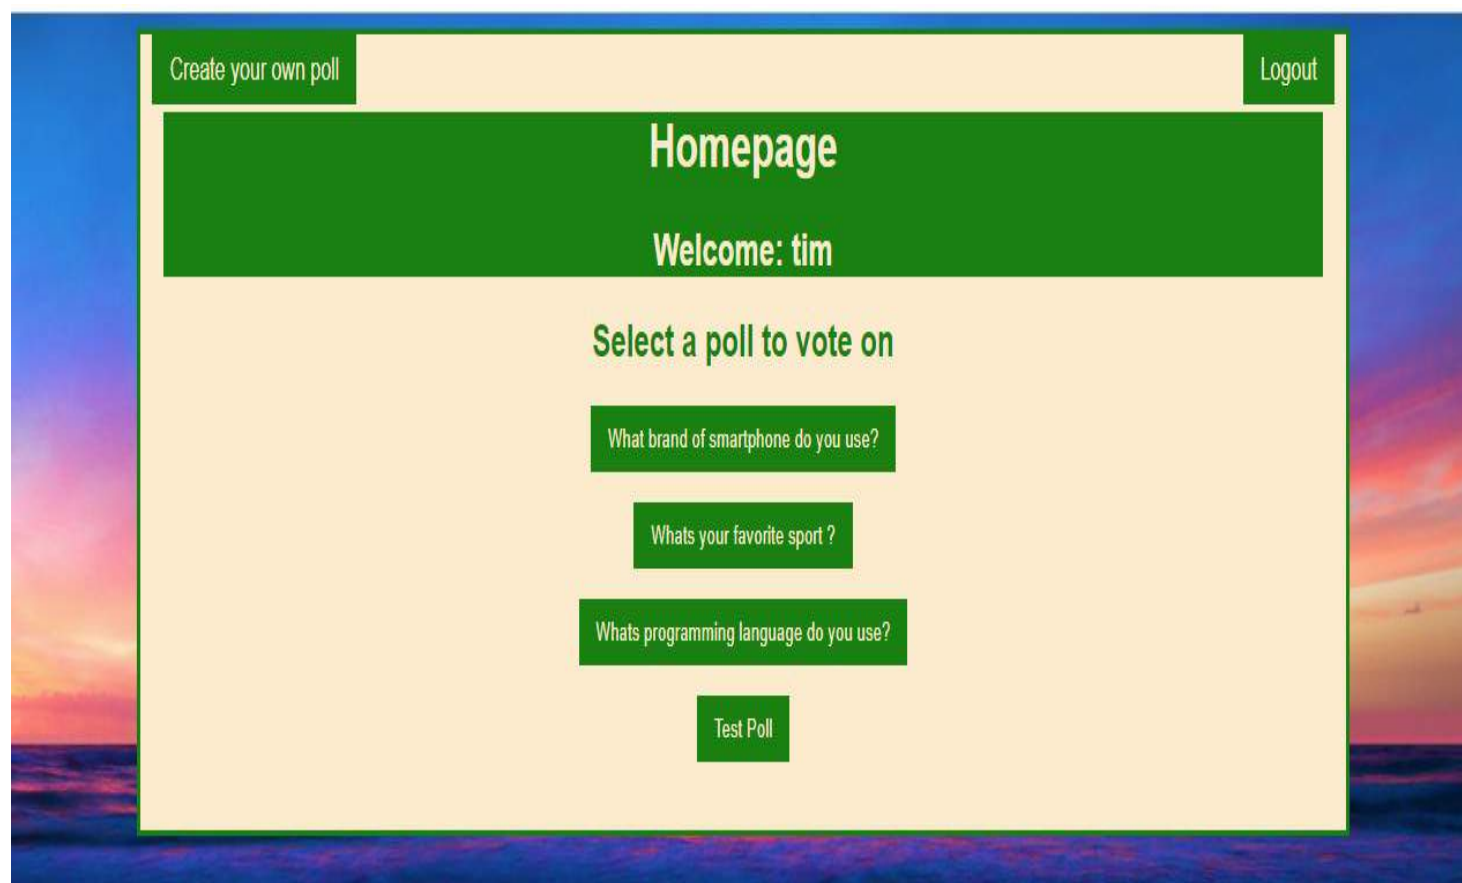 Create your own poll
Logout
Homepage
Welcome: tim
Select a poll to vote on
What brand of smartphone do you use?
Whats your favorite sport ?
Whats programming language do you use?
Test Poll